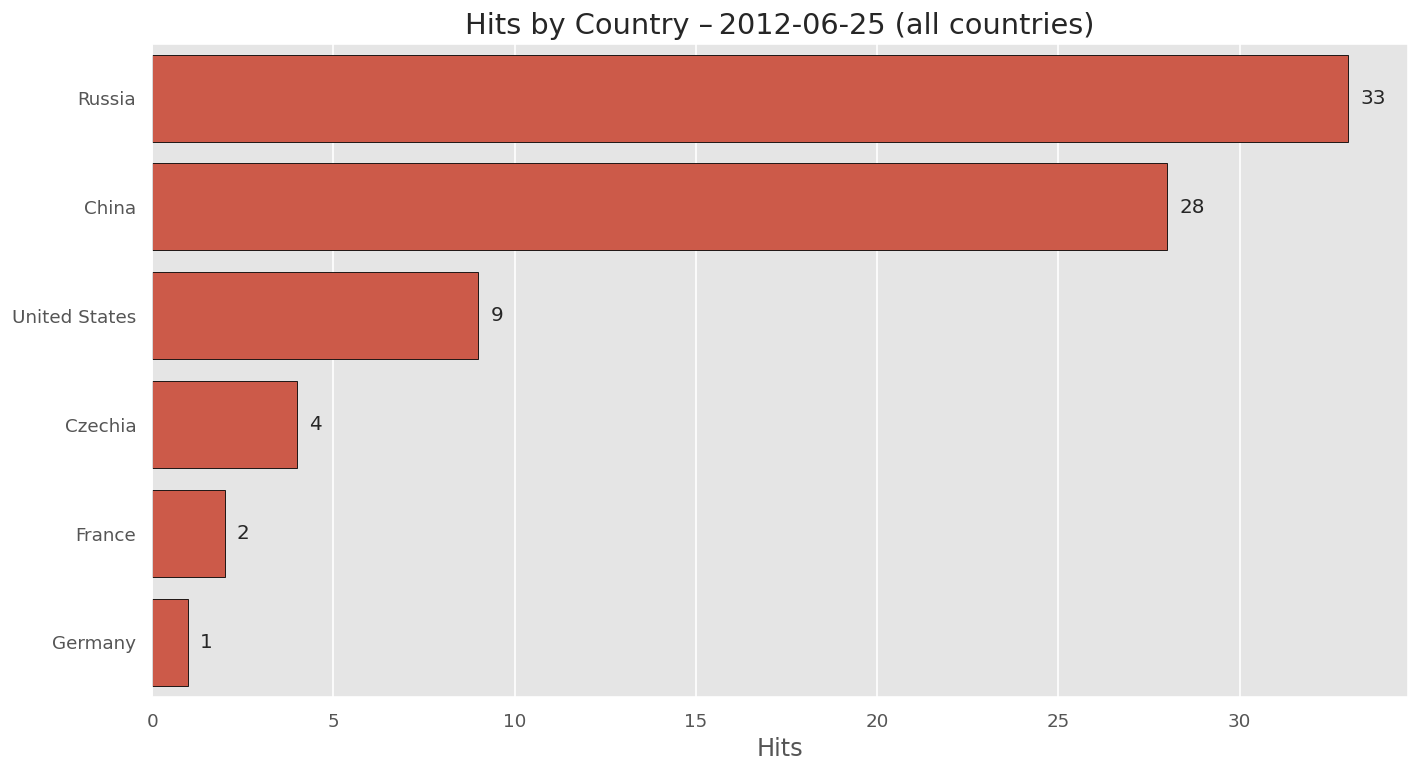 Hits by Country – 2012-06-25 (all countries)
Russia 33
China 28
United States 9
Czechia 4
France 2
Germany 1
0 5 10 15 20 25 30
Hits